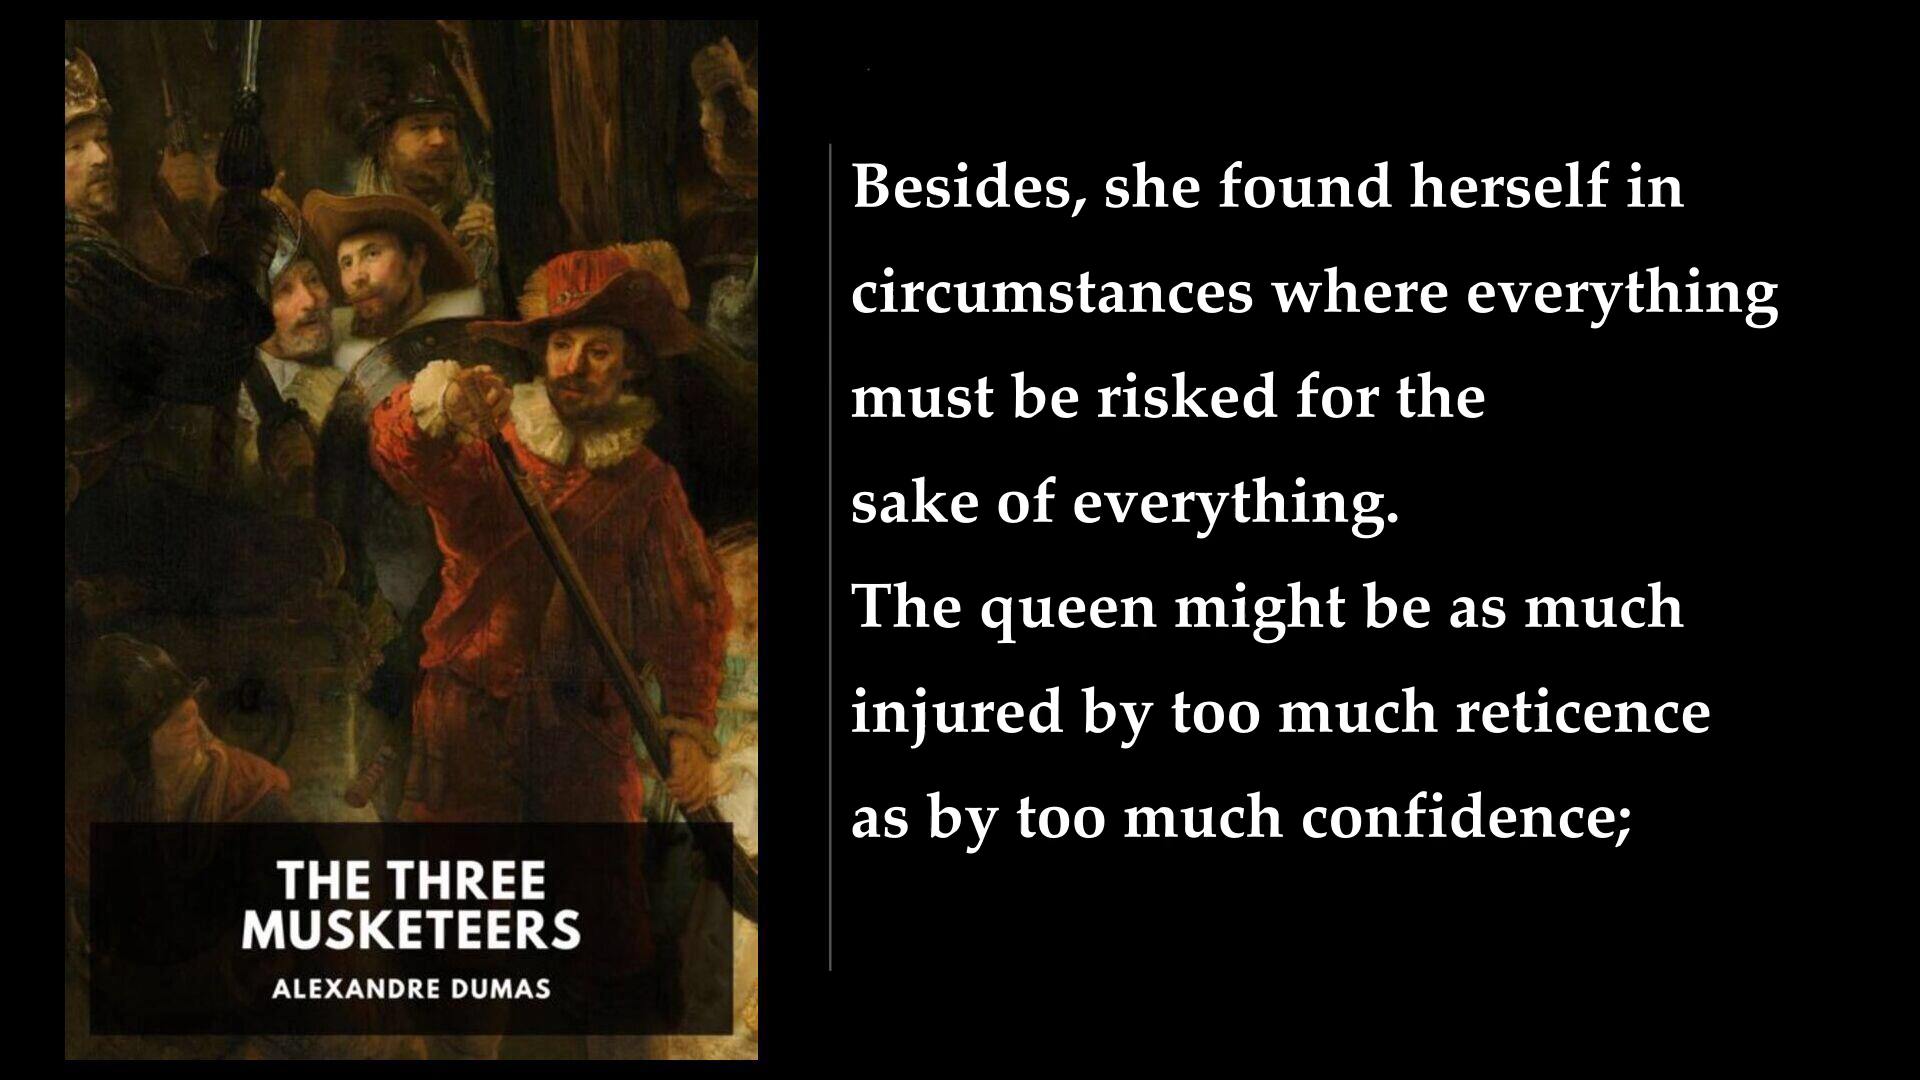 THE THREE
MUSKETEERS
ALEXANDRE DUMAS
Besides, she found herself in
circumstances where everything
must be risked for the
sake of everything.
The queen might be as much
injured by too much reticence
as by too much confidence;